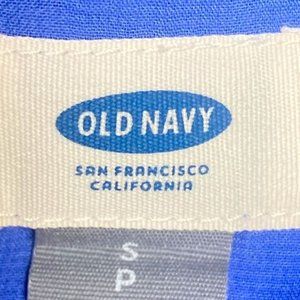 OLD NAVY
SAN FRANCISCO
CALIFORNIA
S
P